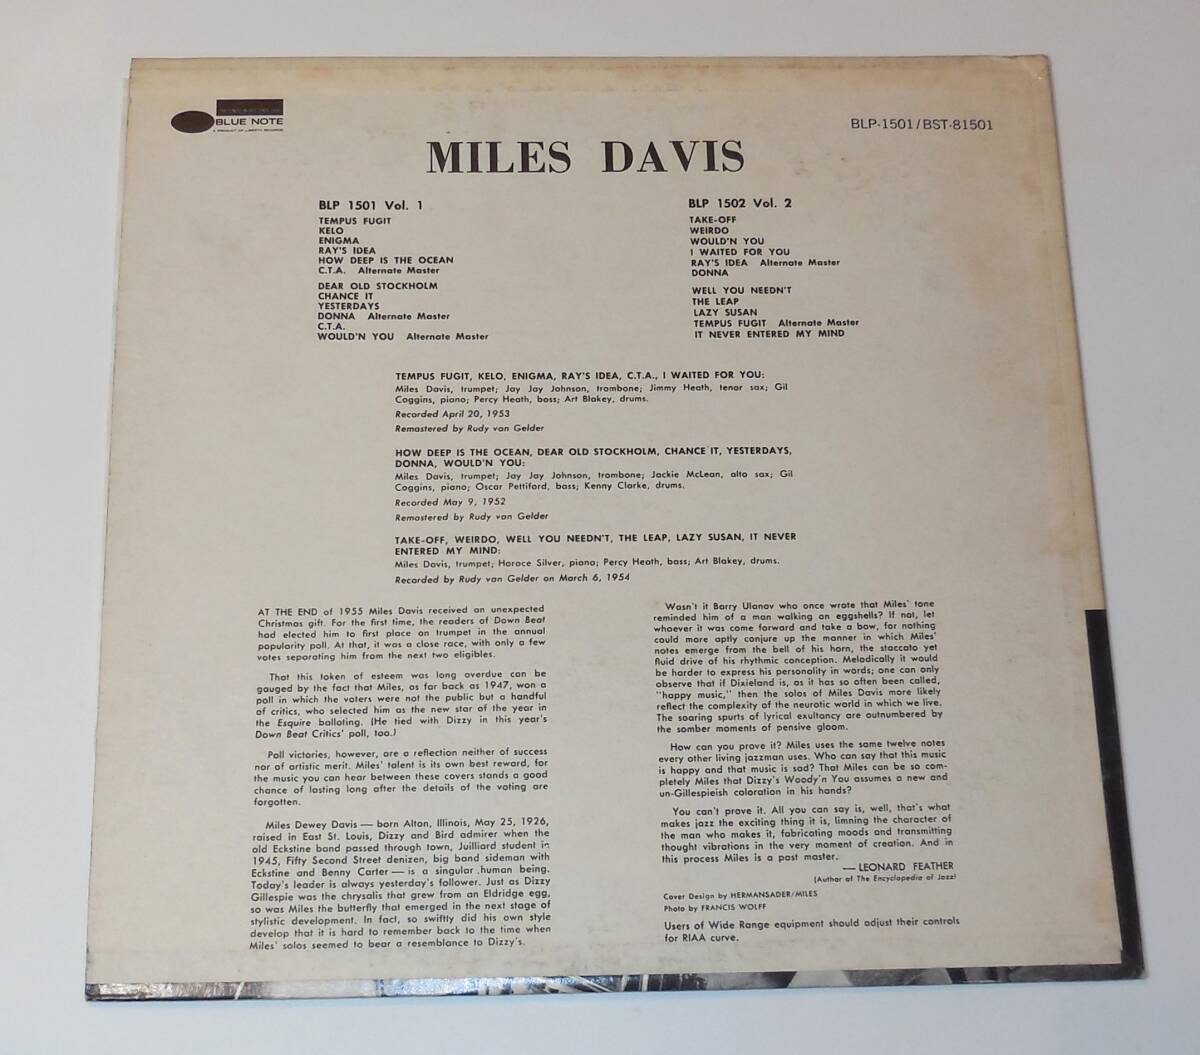 BLUE NOTE
A PRODUCT OF LIBERTY RECORDS
BLP-1501/BST-81501
MILES DAVIS
BLP 1501 Vol. 1
TEMPUS FUGIT
KELO
ENIGMA
RAY'S IDEA
HOW DEEP IS THE OCEAN
C.T.A. Alternate Master
DEAR OLD STOCKHOLM
CHANCE IT
YESTERDAYS
DONNA Alternate Master
C.T.A.
WOULD'N YOU Alternate Master
BLP 1502 Vol. 2
TAKE-OFF
WEIRDO
WOULD'N YOU
I WAITED FOR YOU
RAY'S IDEA Alternate Master
DONNA
WELL YOU NEEDN'T
THE LEAP
LAZY SUSAN
TEMPUS FUGIT Alternate Master
IT NEVER ENTERED MY MIND
TEMPUS FUGIT, KELO, ENIGMA, RAY'S IDEA, C.T.A., I WAITED FOR YOU:
Miles Davis, trumpet; Jay Jay Johnson, trombone; Jimmy Heath, tenor sax; Gil
Coggins, piano; Percy Heath, bass; Art Blakey, drums.
Recorded April 20, 1953
Remastered by Rudy van Gelder
HOW DEEP IS THE OCEAN, DEAR OLD STOCKHOLM, CHANCE IT, YESTERDAYS,
DONNA, WOULD'N YOU:
Miles Davis, trumpet; Jay Jay Johnson, trombone; Jackie McLean, alto sax; Gil
Coggins, piano; Oscar Pettiford, bass; Kenny Clarke, drums.
Recorded May 9, 1952
Remastered by Rudy van Gelder
TAKE-OFF, WEIRDO, WELL YOU NEEDN'T, THE LEAP, LAZY SUSAN, IT NEVER
ENTERED MY MIND:
Miles Davis, trumpet; Horace Silver, piano; Percy Heath, bass; Art Blakey, drums.
Recorded by Rudy van Gelder on March 6, 1954
AT THE END of 1955 Miles Davis received an unexpected
Christmas gift. For the first time, the readers of Down Beat
had elected him to first place on trumpet in the annual
popularity poll. At that, it was a close race, with only a few
votes separating him from the next two eligibles.
That this token of esteem was long overdue can be
gauged by the fact that Miles, as far back as 1947, won a
poll in which the voters were not the public but a handful
of critics, who selected him as the new star of the year in
the Esquire balloting. (He tied with Dizzy in this year's
Down Beat Critics' poll, too.)
Poll victories, however, are a reflection neither of success
nor of artistic merit. Miles' talent is its own best reward, for
the music you can hear between these covers stands a good
chance of lasting long after the details of the voting are
forgotten.
Miles Dewey Davis — born Alton, Illinois, May 25, 1926,
raised in East St. Louis, Dizzy and Bird admirer when the
old Eckstine band passed through town, Juilliard student in
1945, Fifty Second Street denizen, big band sideman with
Eckstine and Benny Carter — is a singular human being.
Today's leader is always yesterday's follower. Just as Dizzy
Gillespie was the chrysalis that grew from an Eldridge egg,
so was Miles the butterfly that emerged in the next stage of
stylistic development. In fact, so swiftly did his own style
develop that it is hard to remember back to the time when
Miles' solos seemed to bear a resemblance to Dizzy's.
Wasn't it Barry Ulanov who once wrote that Miles' tone
reminded him of a man walking on eggshells? If not, let
whoever it was come forward and take a bow, for nothing
could more aptly conjure up the manner in which Miles'
notes emerge from the bell of his horn, the staccato yet
fluid drive of his rhythmic conception. Melodically it would
be harder to express his personality in words; one can only
observe that if Dixieland is, as it has so often been called,
"happy music," then the solos of Miles Davis more likely
reflect the complexity of the neurotic world in which we live.
The soaring spurts of lyrical exultancy are outnumbered by
the somber moments of pensive gloom.
How can you prove it? Miles uses the same twelve notes
every other living jazzman uses. Who can say that this music
is happy and that music is sad? That Miles can be so com-
pletely Miles that Dizzy's Woody'n You assumes a new and
un-Gillespieish coloration in his hands?
You can't prove it. All you can say is, well, that's what
makes jazz the exciting thing it is, limning the character of
the man who makes it, fabricating moods and transmitting
thought vibrations in the very moment of creation. And in
this process Miles is a past master.
— LEONARD FEATHER
(Author of The Encyclopedia of Jazz)
Cover Design by HERMANSADER/MILES
Photo by FRANCIS WOLFF
Users of Wide Range equipment should adjust their controls
for RIAA curve.